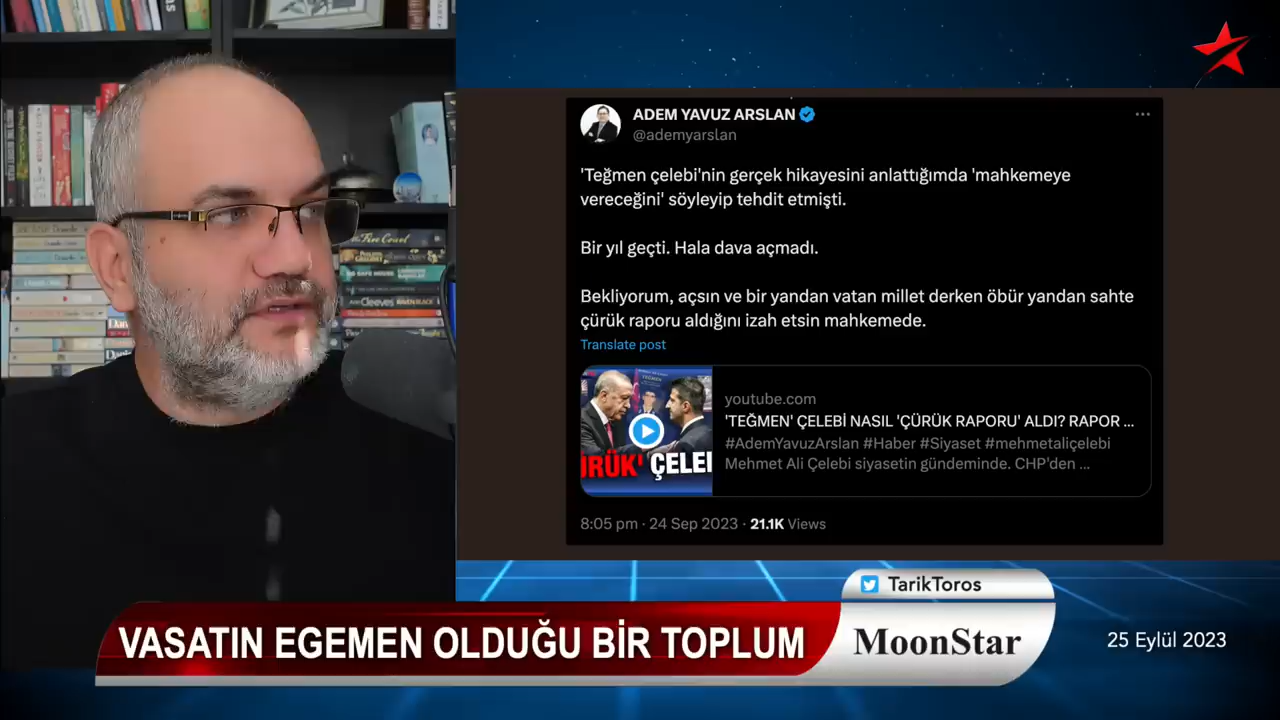 ADEM YAVUZ ARSLAN
@ademyarslan
'Teğmen çelebi'nin gerçek hikayesini anlattığımda 'mahkemeye
vereceğini' söyleyip tehdit etmişti.
Bir yıl geçti. Hala dava açmadı.
Bekliyorum, açsın ve bir yandan vatan millet derken öbür yandan sahte
çürük raporu aldığını izah etsin mahkemede.
Translate post
TEĞMEN
ÜRÜK' ÇELEB
youtube.com
'TEĞMEN' ÇELEBİ NASIL 'ÇÜRÜK RAPORU' ALDI? RAPOR ...
#AdemYavuzArslan #Haber #Siyaset #mehmetaliçelebi
Mehmet Ali Çelebi siyasetin gündeminde. CHP'den ...
8:05 pm · 24 Sep 2023 · 21.1K Views
TarikToros
VASATIN EGEMEN OLDUĞU BİR TOPLUM
MoonStar
25 Eylül 2023